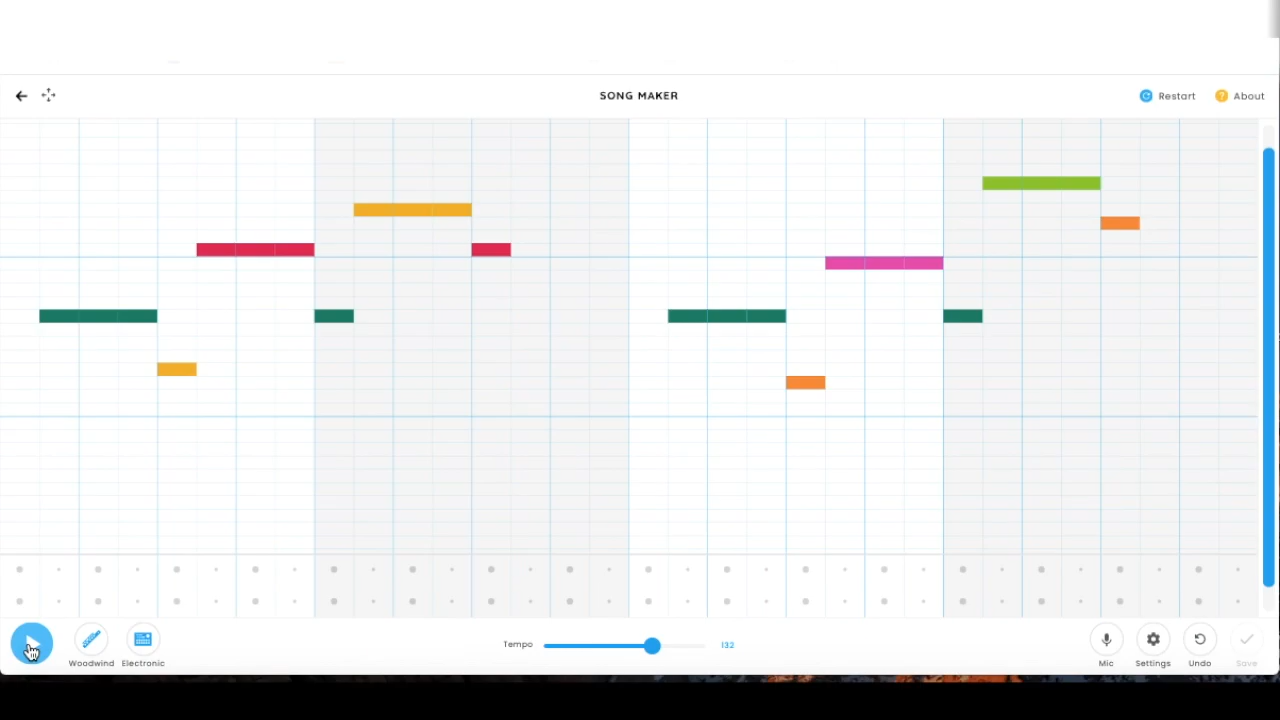 SONG MAKER
Restart
About
Woodwind
Electronic
Tempo
132
Mic
Settings
Undo
Save